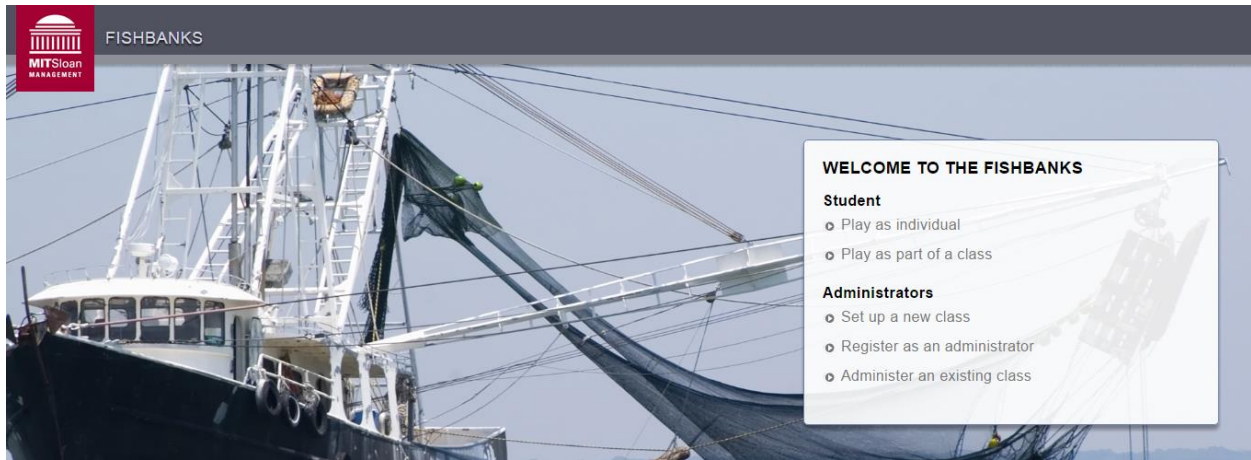 MITSloan
MANAGEMENT
FISHBANKS
WELCOME TO THE FISHBANKS
Student
Play as individual
Play as part of a class
Administrators
Set up a new class
Register as an administrator
Administer an existing class